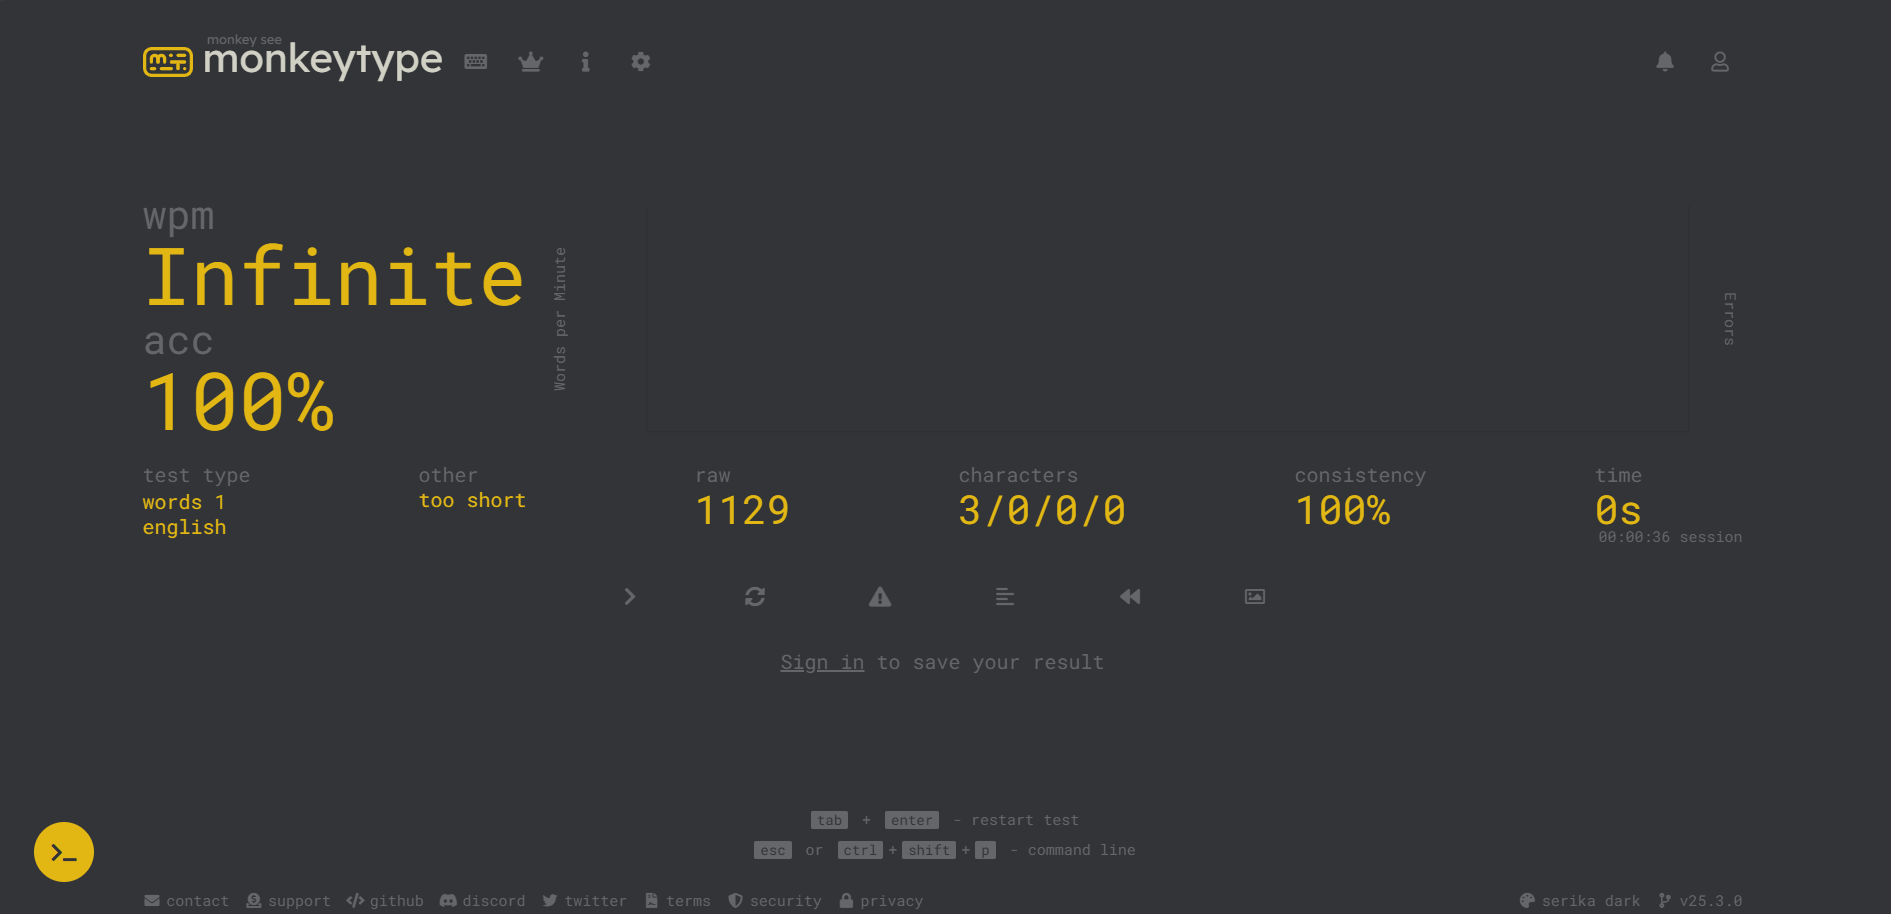 monkey see
monkeytype
wpm
Infinite
acc
100%
Words per Minute
Errors
test type
words 1
english
other
too short
raw
1129
characters
3/0/0/0
consistency
100%
time
0s
00:00:36 session
Sign in to save your result
tab + enter - restart test
esc or ctrl + shift + p - command line
contact support github discord twitter terms security privacy
serika dark v25.3.0